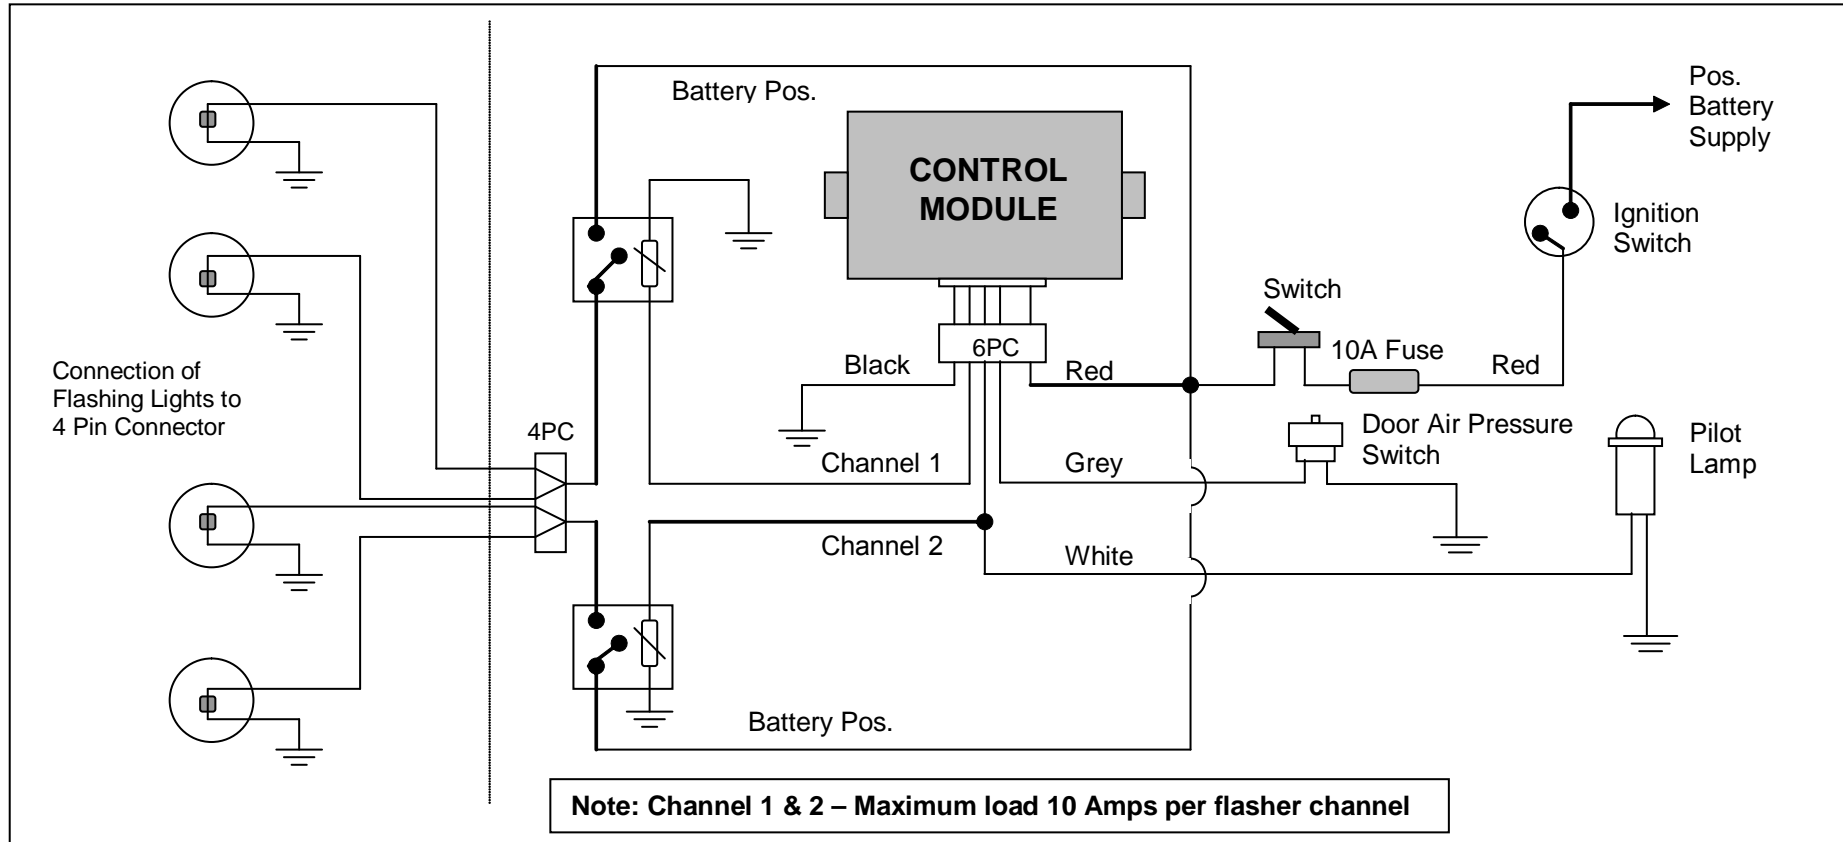 Battery Pos.
CONTROL
MODULE
Pos.
Battery
Supply
Ignition
Switch
Switch
10A Fuse
Red
6PC
Black
Red
Connection of
Flashing Lights to
4 Pin Connector
4PC
Channel 1
Grey
Door Air Pressure
Switch
Pilot
Lamp
Channel 2
White
Battery Pos.
Note: Channel 1 & 2 – Maximum load 10 Amps per flasher channel